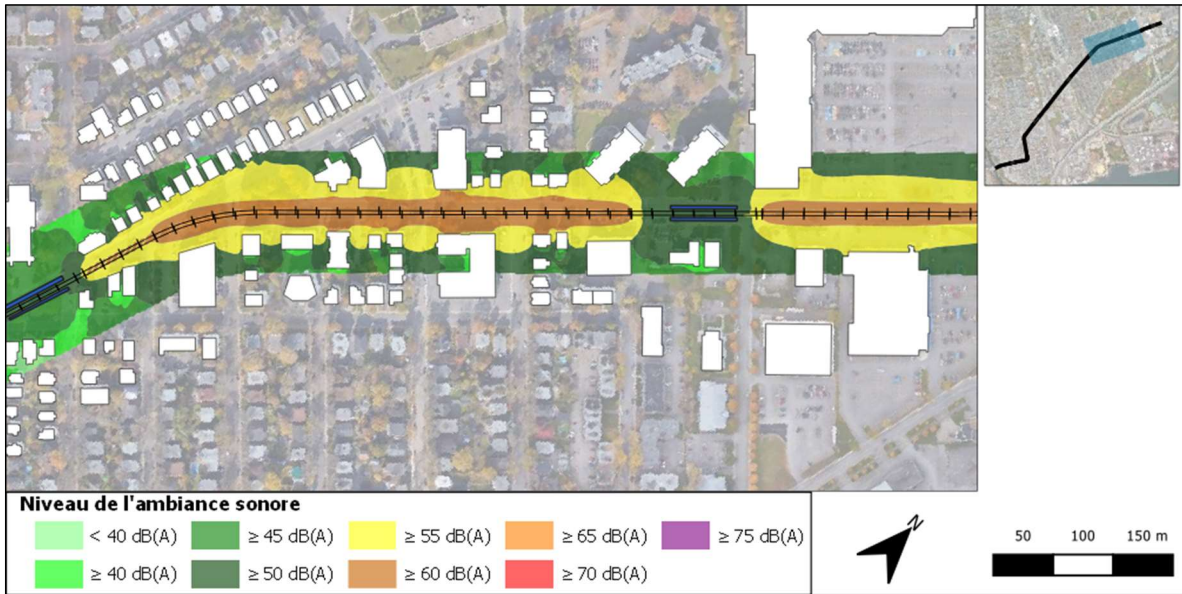 Niveau de l'ambiance sonore
< 40 dB(A) ≥ 45 dB(A) ≥ 55 dB(A) ≥ 65 dB(A) ≥ 75 dB(A)
≥ 40 dB(A) ≥ 50 dB(A) ≥ 60 dB(A) ≥ 70 dB(A)
N
50 100 150 m